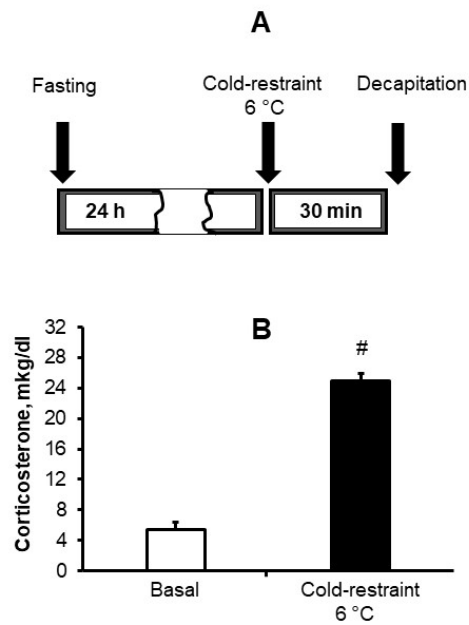 A
Fasting
Cold-restraint
6 °C
Decapitation
24 h
30 min
B
Corticosterone, mkg/dl
32
28
24
20
16
12
8
4
0
#
Basal
Cold-restraint
6 °C